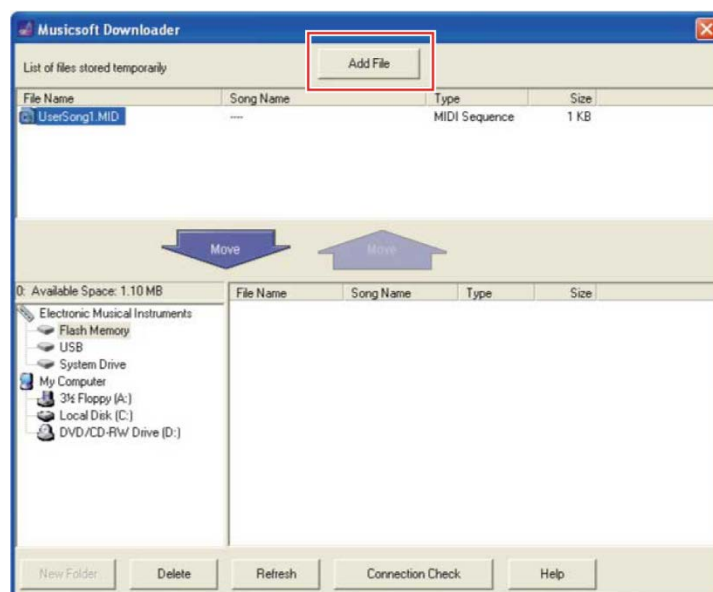 Musicsoft Downloader
List of files stored temporarily
Add File
File Name Song Name Type Size
UserSong1.MID ---- MIDI Sequence 1 KB
Move Move
0: Available Space: 1.10 MB
File Name Song Name Type Size
Electronic Musical Instruments
Flash Memory
USB
System Drive
My Computer
3½ Floppy (A:)
Local Disk (C:)
DVD/CD-RW Drive (D:)
New Folder Delete Refresh Connection Check Help